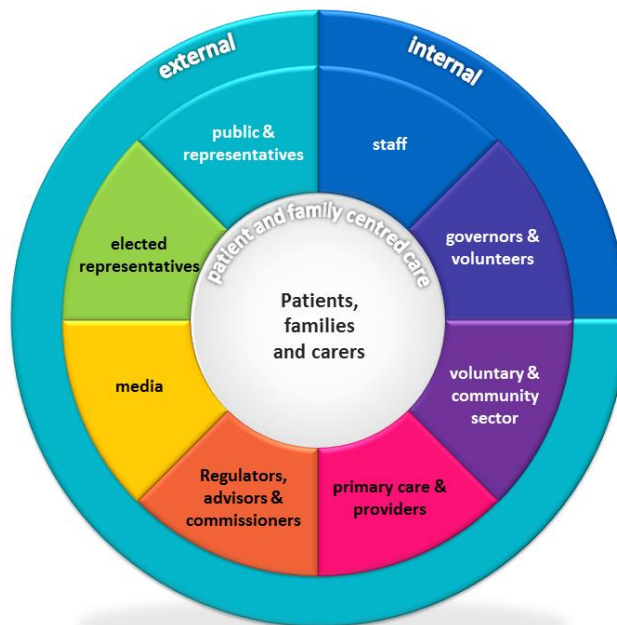 external
internal
public &
representatives
staff
elected
representatives
governors &
volunteers
patient and family centred care
Patients,
families
and carers
media
voluntary &
community
sector
Regulators,
advisors &
commissioners
primary care &
providers